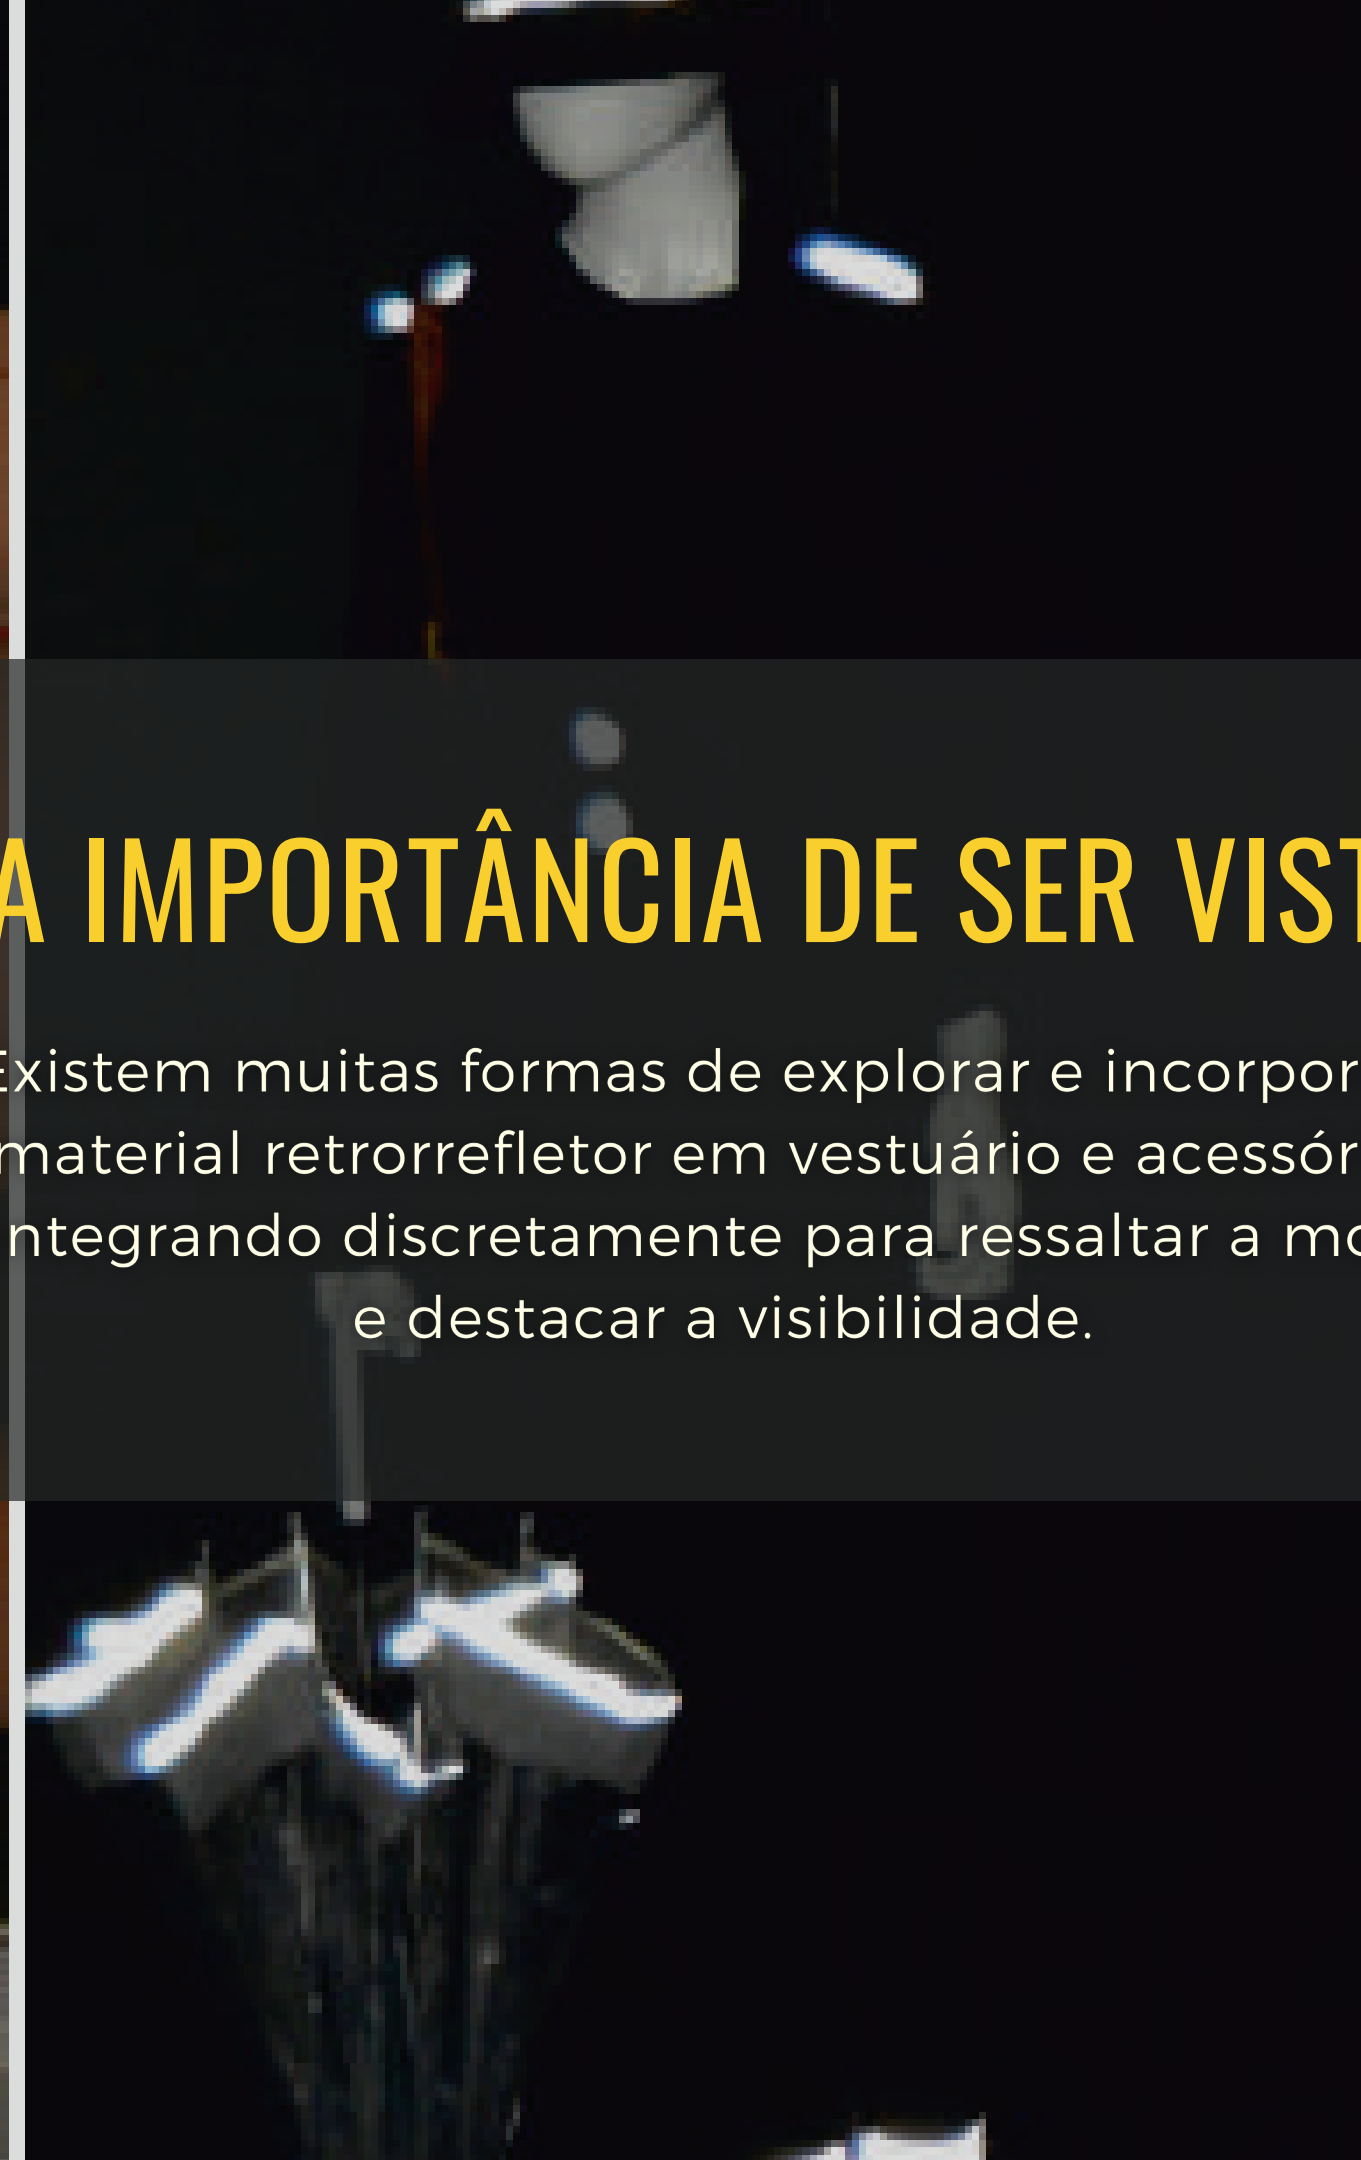 A IMPORTÂNCIA DE SER VIST
Existem muitas formas de explorar e incorpor
material retrorrefletor em vestuário e acessór
ntegrando discretamente para ressaltar a mo
e destacar a visibilidade.